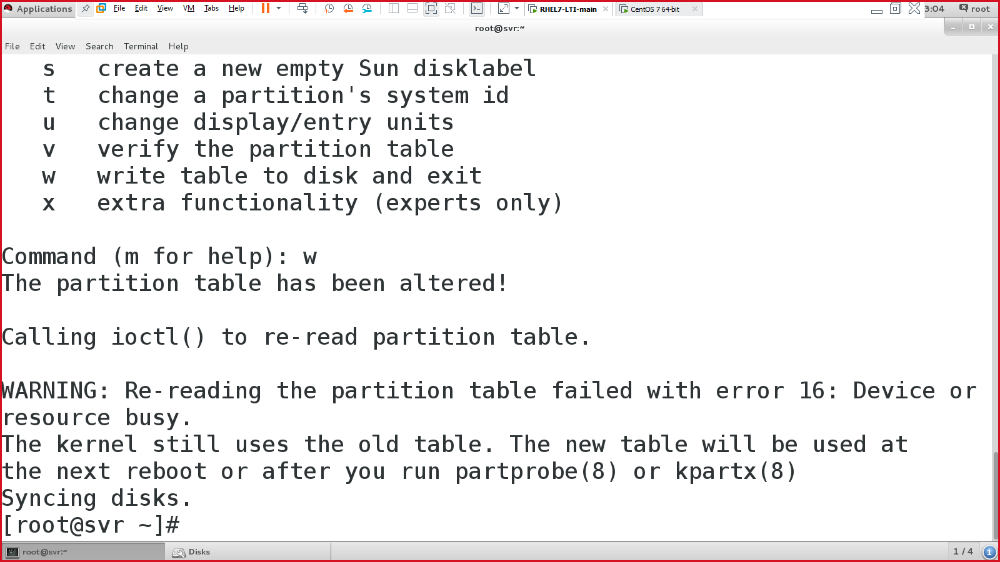 Applications File Edit View VM Tabs Help RHEL7-LTI-main CentOS 7 64-bit 3:04 root
root@svr:~
File Edit View Search Terminal Help
s   create a new empty Sun disklabel
t   change a partition's system id
u   change display/entry units
v   verify the partition table
w   write table to disk and exit
x   extra functionality (experts only)
Command (m for help): w
The partition table has been altered!
Calling ioctl() to re-read partition table.
WARNING: Re-reading the partition table failed with error 16: Device or
resource busy.
The kernel still uses the old table. The new table will be used at
the next reboot or after you run partprobe(8) or kpartx(8)
Syncing disks.
[root@svr ~]#
root@svr:~ Disks 1 / 4 1